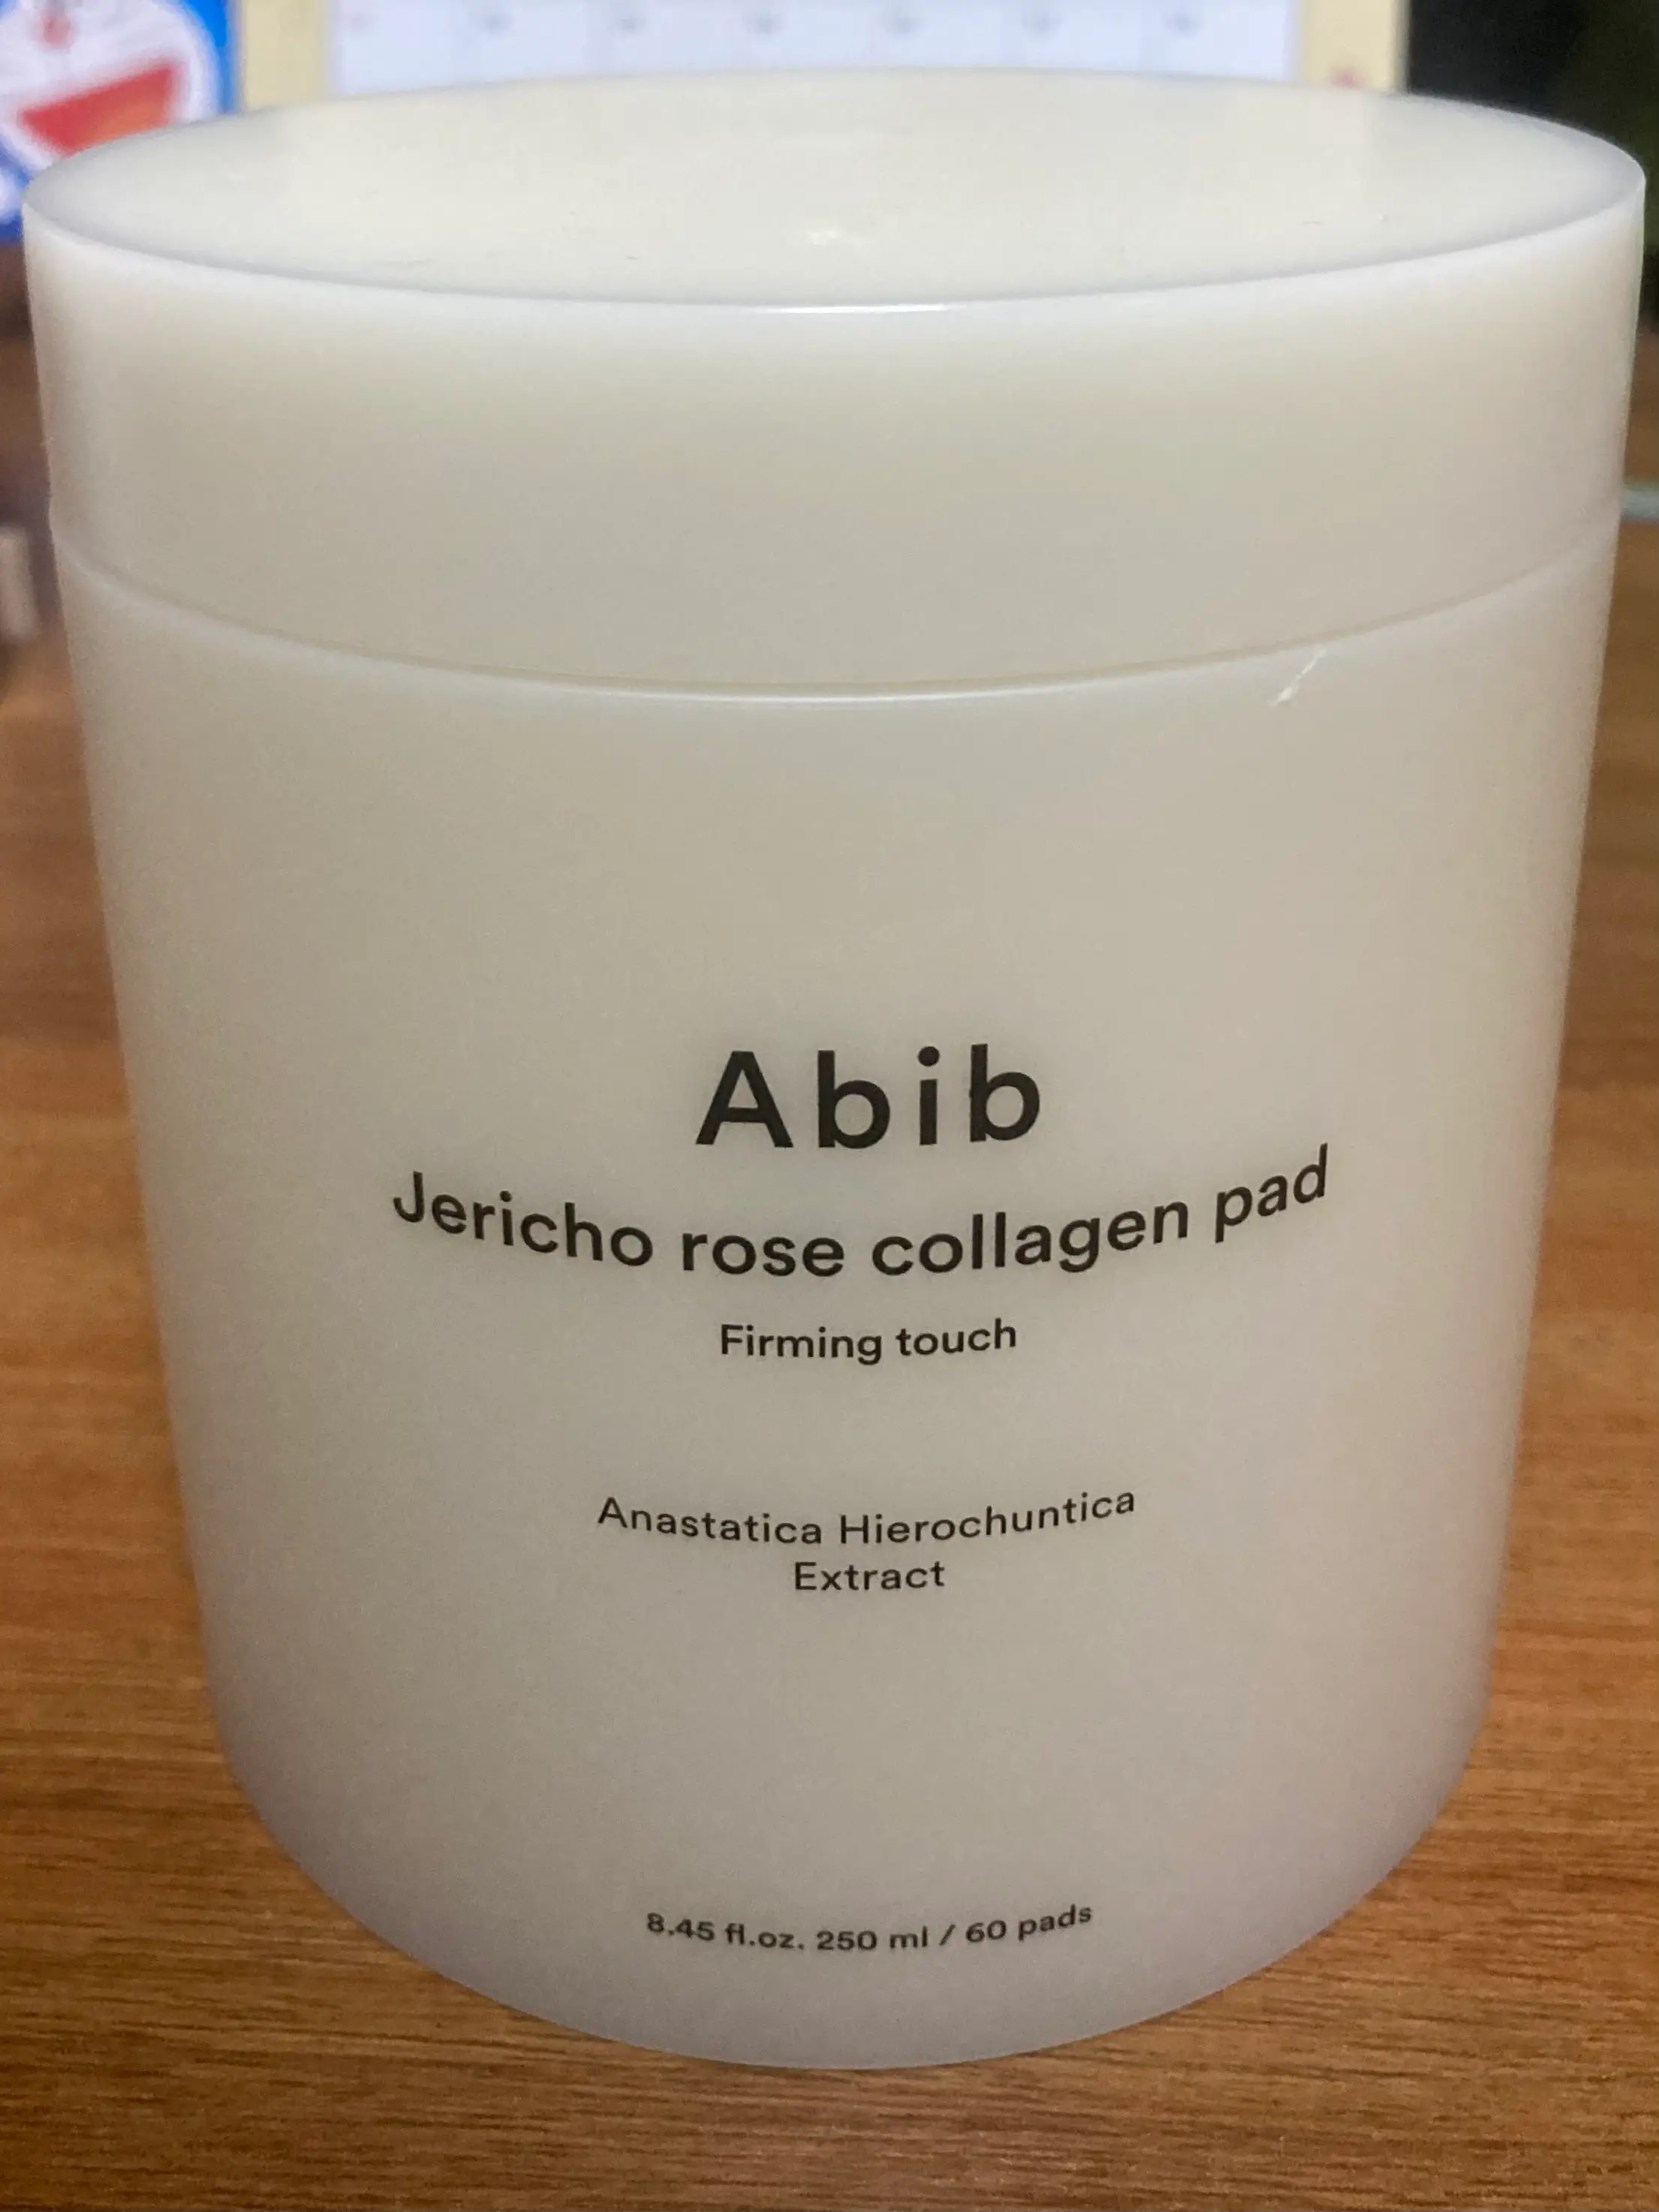 Abib
Jericho rose collagen pad
Firming touch
Anastatica Hierochuntica
Extract
8.45 fl.oz. 250 ml / 60 pads